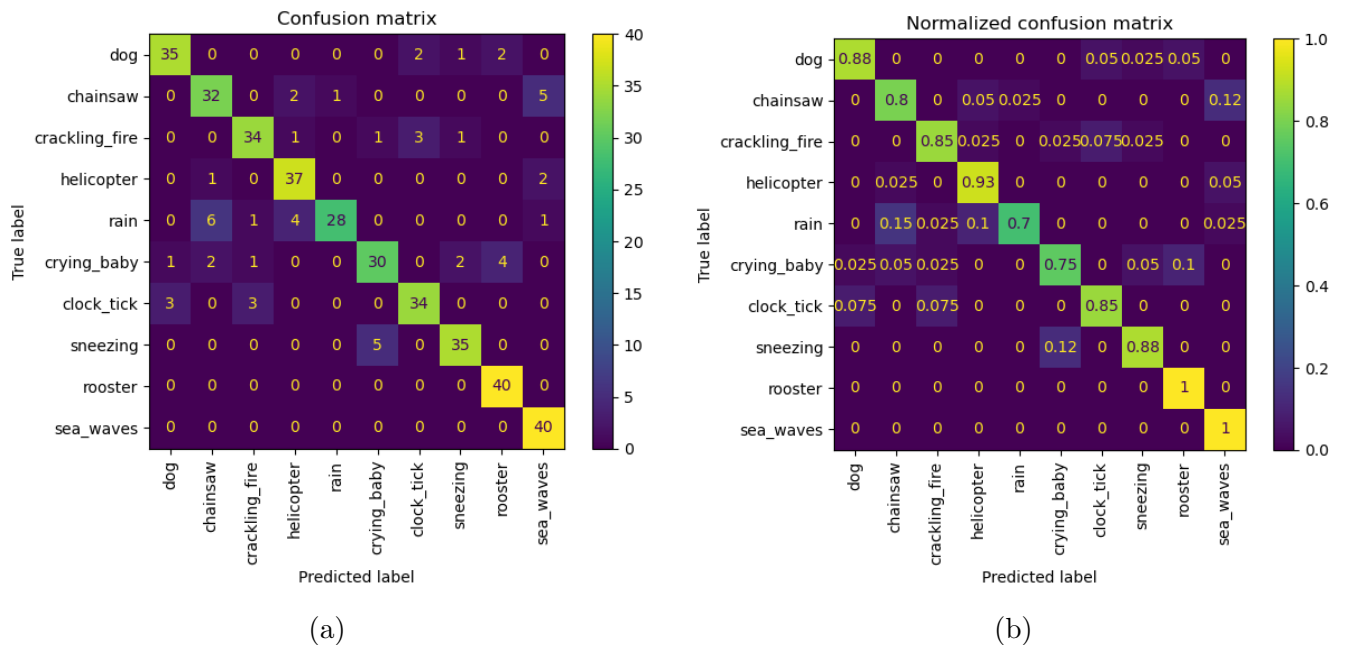 Confusion matrix
dog 35 0 0 0 0 0 2 1 2 0
chainsaw 0 32 0 2 1 0 0 0 0 5
crackling_fire 0 0 34 1 0 1 3 1 0 0
helicopter 0 1 0 37 0 0 0 0 0 2
rain 0 6 1 4 28 0 0 0 0 1
crying_baby 1 2 1 0 0 30 0 2 4 0
clock_tick 3 0 3 0 0 0 34 0 0 0
sneezing 0 0 0 0 0 5 0 35 0 0
rooster 0 0 0 0 0 0 0 0 40 0
sea_waves 0 0 0 0 0 0 0 0 0 40
True label
dog chainsaw crackling_fire helicopter rain crying_baby clock_tick sneezing rooster sea_waves
Predicted label
40
35
30
25
20
15
10
5
0
(a)
Normalized confusion matrix
dog 0.88 0 0 0 0 0 0.05 0.025 0.05 0
chainsaw 0 0.8 0 0.05 0.025 0 0 0 0 0.12
crackling_fire 0 0 0.85 0.025 0 0.025 0.075 0.025 0 0
helicopter 0 0.025 0 0.93 0 0 0 0 0 0.05
rain 0 0.15 0.025 0.1 0.7 0 0 0 0 0.025
crying_baby 0.025 0.05 0.025 0 0 0.75 0 0.05 0.1 0
clock_tick 0.075 0 0.075 0 0 0 0.85 0 0 0
sneezing 0 0 0 0 0 0.12 0 0.88 0 0
rooster 0 0 0 0 0 0 0 0 1 0
sea_waves 0 0 0 0 0 0 0 0 0 1
True label
dog chainsaw crackling_fire helicopter rain crying_baby clock_tick sneezing rooster sea_waves
Predicted label
1.0
0.8
0.6
0.4
0.2
0.0
(b)